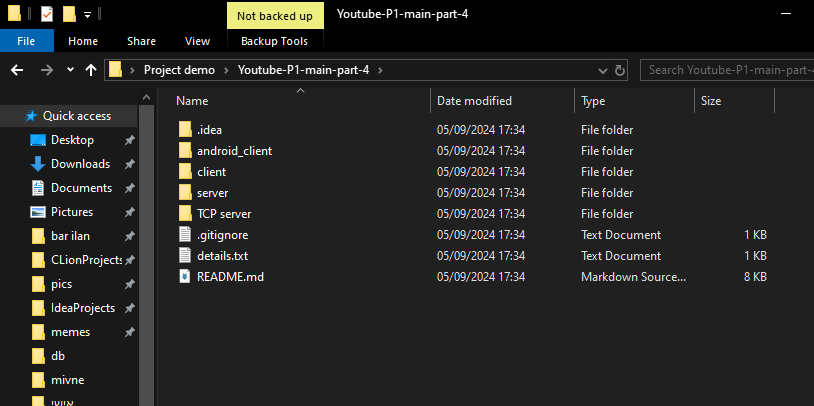 Not backed up
Youtube-P1-main-part-4
File
Home
Share
View
Backup Tools
Project demo
Youtube-P1-main-part-4
Search Youtube-P1-main-part-
Name
Date modified
Type
Size
Quick access
Desktop
Downloads
Documents
Pictures
bar ilan
CLionProjects
pics
IdeaProjects
memes
db
mivne
.idea 05/09/2024 17:34 File folder
android_client 05/09/2024 17:34 File folder
client 05/09/2024 17:34 File folder
server 05/09/2024 17:34 File folder
TCP server 05/09/2024 17:34 File folder
.gitignore 05/09/2024 17:34 Text Document 1 KB
details.txt 05/09/2024 17:34 Text Document 1 KB
README.md 05/09/2024 17:34 Markdown Source... 8 KB